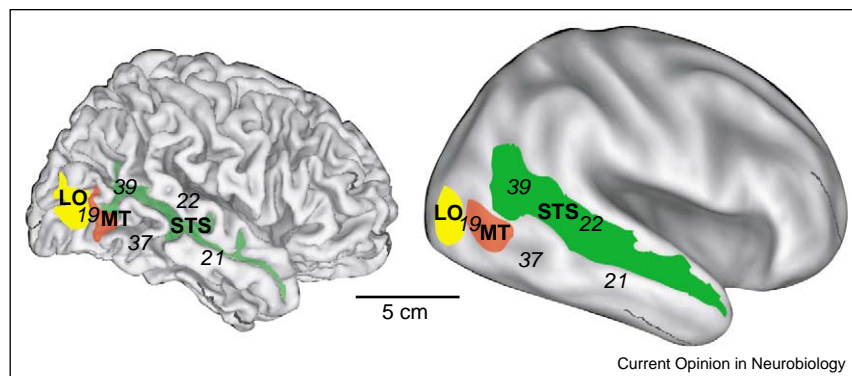 39
22
LO
19
MT
STS
37
21
39
STS
22
LO
19
MT
37
21
5 cm
Current Opinion in Neurobiology